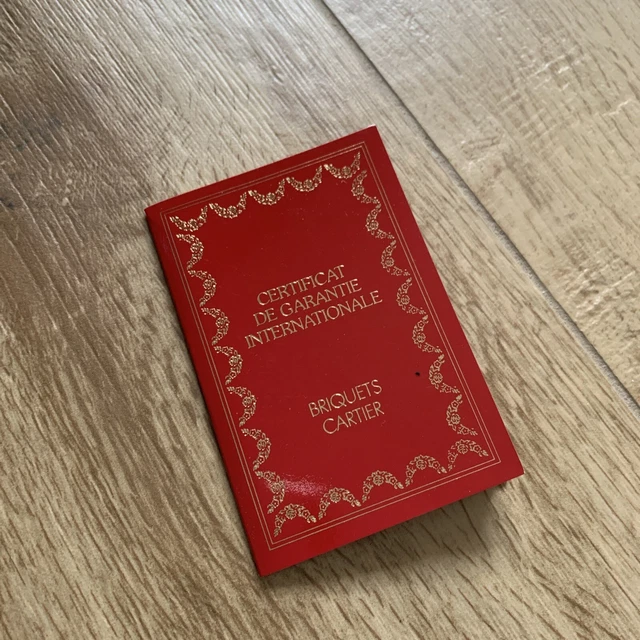 CERTIFICAT
DE GARANTIE
INTERNATIONALE
BRIQUETS
CARTIER